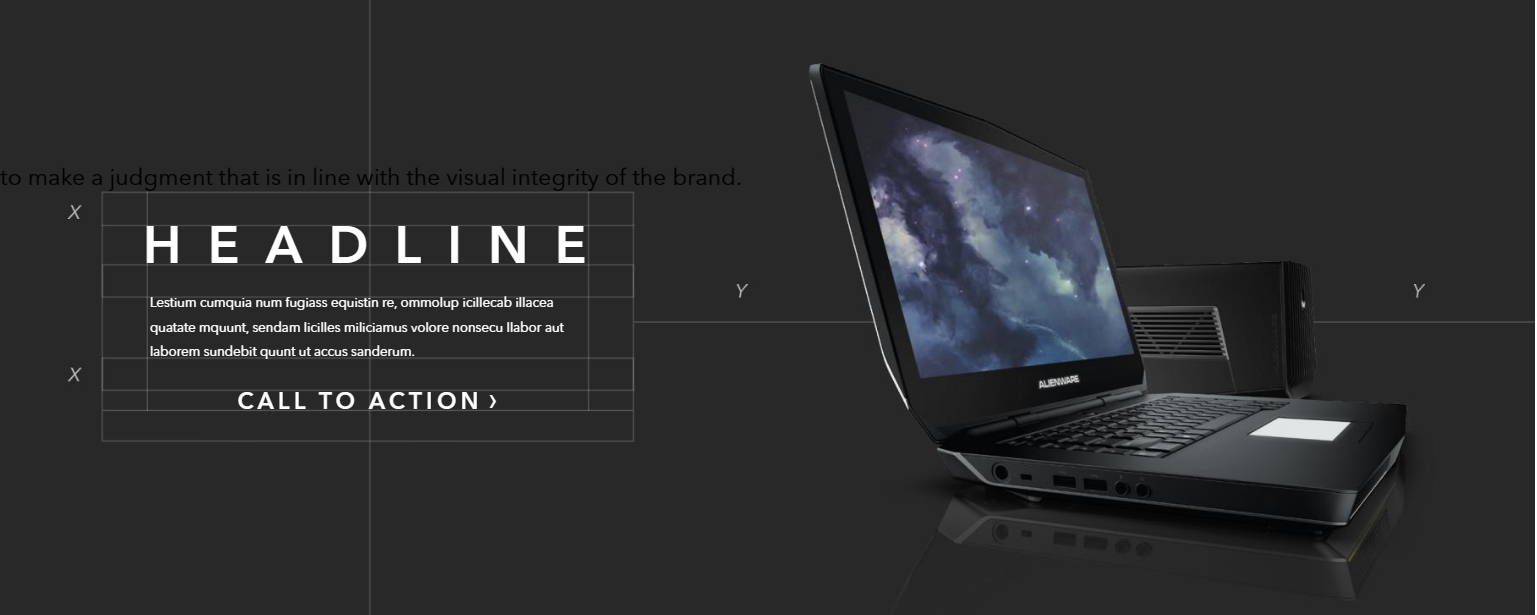 to make a judgment that is in line with the visual integrity of the brand.
X
HEADLINE
Y
Y
Lestium cumquia num fugiass equistin re, ommolup icillecab illacea
quatate mquunt, sendam licilles miliciamus volore nonsecu llabor aut
laborem sundebit quunt ut accus sanderum.
X
CALL TO ACTION ›
ALIENWARE